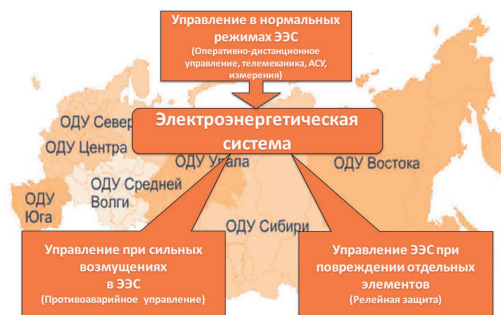 Управление в нормальных
режимах ЭЭС
(Оперативно-дистанционное
управление, телемеханика, АСУ,
измерения)
ОДУ Север
Электроэнергетическая
система
ОДУ Центра
ОДУ Урала
ОДУ Востока
ОДУ Средней
Волги
ОДУ
Юга
ОДУ Сибири
Управление при сильных
возмущениях
в ЭЭС
(Противоаварийное управление)
Управление ЭЭС при
повреждении отдельных
элементов
(Релейная защита)